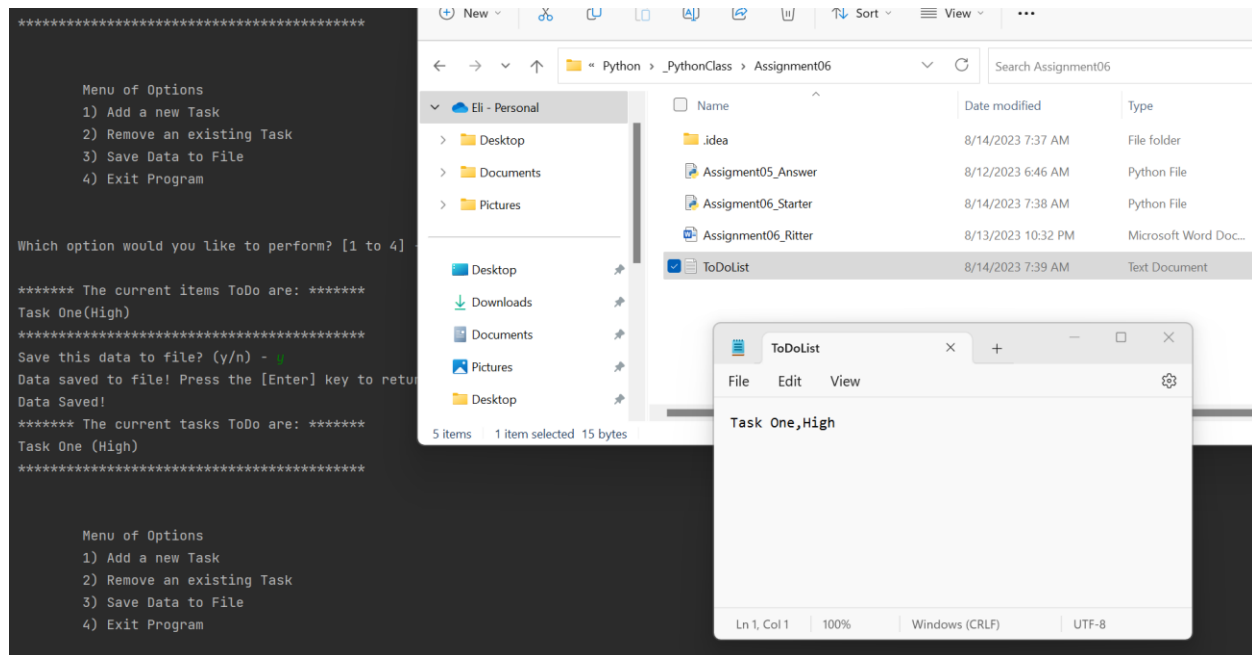 *******************************************
Menu of Options
1) Add a new Task
2) Remove an existing Task
3) Save Data to File
4) Exit Program
Which option would you like to perform? [1 to 4] -
******* The current items ToDo are: *******
Task One(High)
*******************************************
Save this data to file? (y/n) - y
Data saved to file! Press the [Enter] key to retur
Data Saved!
******* The current tasks ToDo are: *******
Task One (High)
*******************************************
Menu of Options
1) Add a new Task
2) Remove an existing Task
3) Save Data to File
4) Exit Program
New Sort View
« Python > _PythonClass > Assignment06 Search Assignment06
Eli - Personal
Desktop
Documents
Pictures
Desktop
Downloads
Documents
Pictures
Desktop
Name Date modified Type
.idea 8/14/2023 7:37 AM File folder
Assigment05_Answer 8/12/2023 6:46 AM Python File
Assigment06_Starter 8/14/2023 7:38 AM Python File
Assignment06_Ritter 8/13/2023 10:32 PM Microsoft Word Doc...
ToDoList 8/14/2023 7:39 AM Text Document
5 items 1 item selected 15 bytes
ToDoList
File Edit View
Task One,High
Ln 1, Col 1 100% Windows (CRLF) UTF-8